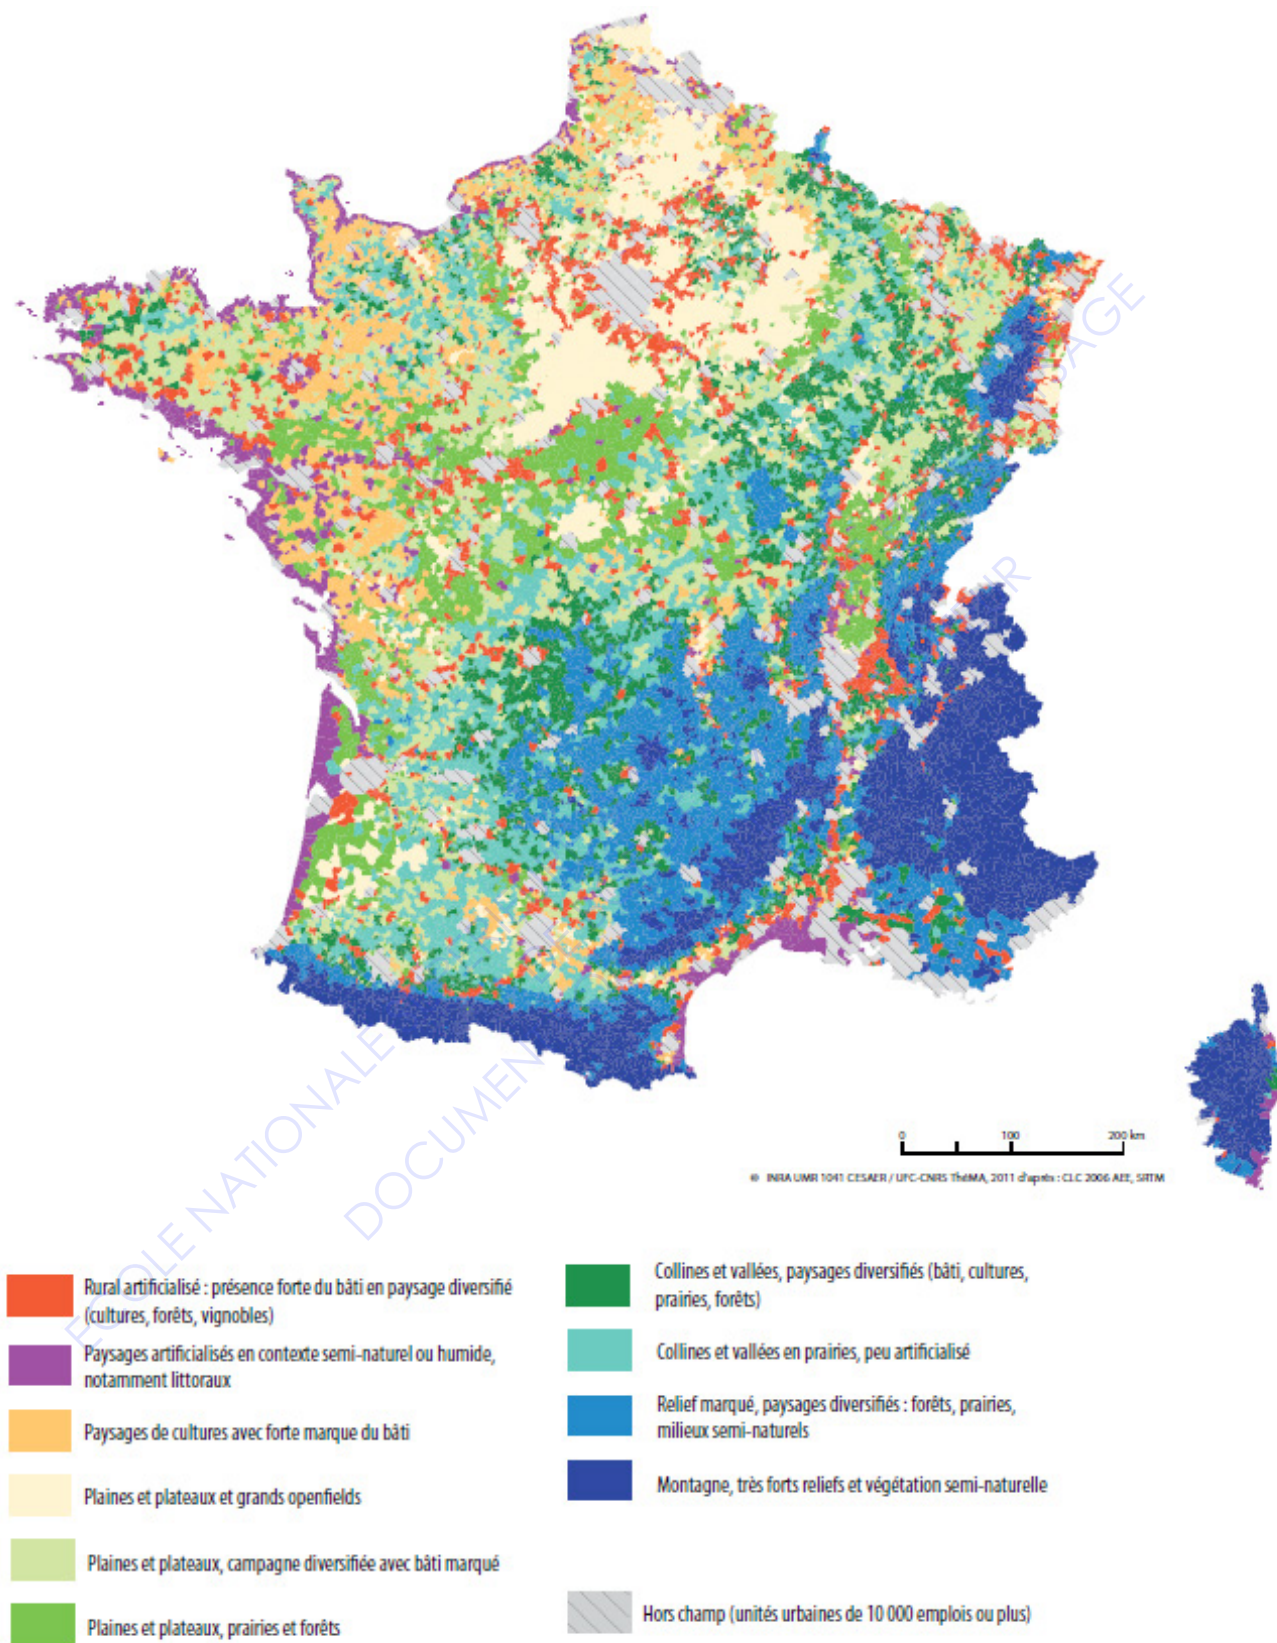 ECOLE NATIONALE
DOCUMEN
AGE
IR
0 100 200 km
© INRA UMR 1041 CESAER / UFC-CNRS ThéMA, 2011 d'après : CLC 2006 AEE, SRTM
Rural artificialisé : présence forte du bâti en paysage diversifié
(cultures, forêts, vignobles)
Paysages artificialisés en contexte semi-naturel ou humide,
notamment littoraux
Paysages de cultures avec forte marque du bâti
Plaines et plateaux et grands openfields
Plaines et plateaux, campagne diversifiée avec bâti marqué
Plaines et plateaux, prairies et forêts
Collines et vallées, paysages diversifiés (bâti, cultures,
prairies, forêts)
Collines et vallées en prairies, peu artificialisé
Relief marqué, paysages diversifiés : forêts, prairies,
milieux semi-naturels
Montagne, très forts reliefs et végétation semi-naturelle
Hors champ (unités urbaines de 10 000 emplois ou plus)